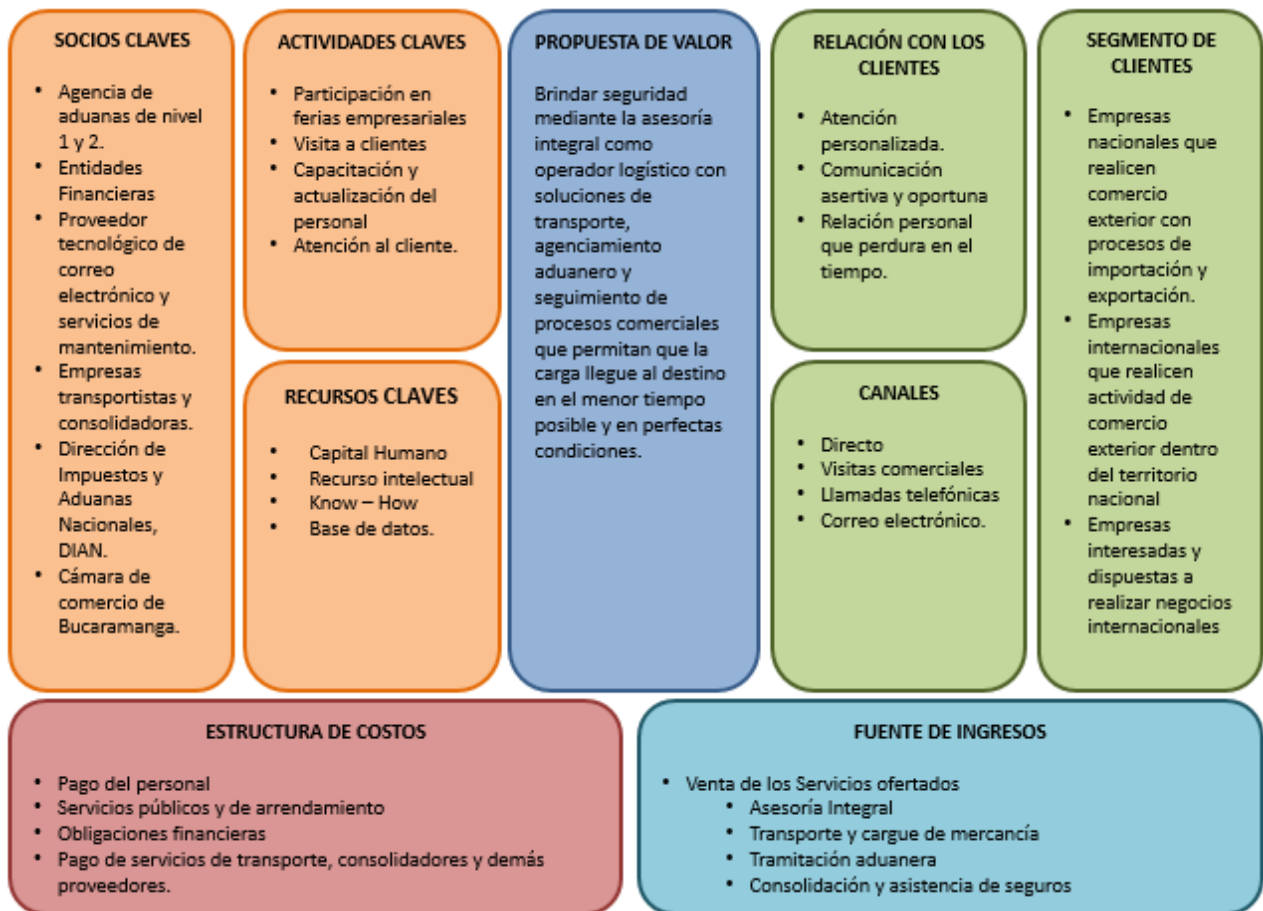 SOCIOS CLAVES
• Agencia de
aduanas de nivel
1 y 2.
• Entidades
Financieras
• Proveedor
tecnológico de
correo
electrónico y
servicios de
mantenimiento.
• Empresas
transportistas y
consolidadoras.
• Dirección de
Impuestos y
Aduanas
Nacionales,
DIAN.
• Cámara de
comercio de
Bucaramanga.
ACTIVIDADES CLAVES
• Participación en
ferias empresariales
• Visita a clientes
• Capacitación y
actualización del
personal
• Atención al cliente.
RECURSOS CLAVES
• Capital Humano
• Recurso intelectual
• Know – How
• Base de datos.
PROPUESTA DE VALOR
Brindar seguridad
mediante la asesoría
integral como
operador logístico con
soluciones de
transporte,
agenciamiento
aduanero y
seguimiento de
procesos comerciales
que permitan que la
carga llegue al destino
en el menor tiempo
posible y en perfectas
condiciones.
RELACIÓN CON LOS
CLIENTES
• Atención
personalizada.
• Comunicación
asertiva y oportuna
• Relación personal
que perdura en el
tiempo.
CANALES
• Directo
• Visitas comerciales
• Llamadas telefónicas
• Correo electrónico.
SEGMENTO DE
CLIENTES
• Empresas
nacionales que
realicen
comercio
exterior con
procesos de
importación y
exportación.
• Empresas
internacionales
que realicen
actividad de
comercio
exterior dentro
del territorio
nacional
• Empresas
interesadas y
dispuestas a
realizar negocios
internacionales
ESTRUCTURA DE COSTOS
• Pago del personal
• Servicios públicos y de arrendamiento
• Obligaciones financieras
• Pago de servicios de transporte, consolidadores y demás
proveedores.
FUENTE DE INGRESOS
• Venta de los Servicios ofertados
• Asesoría Integral
• Transporte y cargue de mercancía
• Tramitación aduanera
• Consolidación y asistencia de seguros